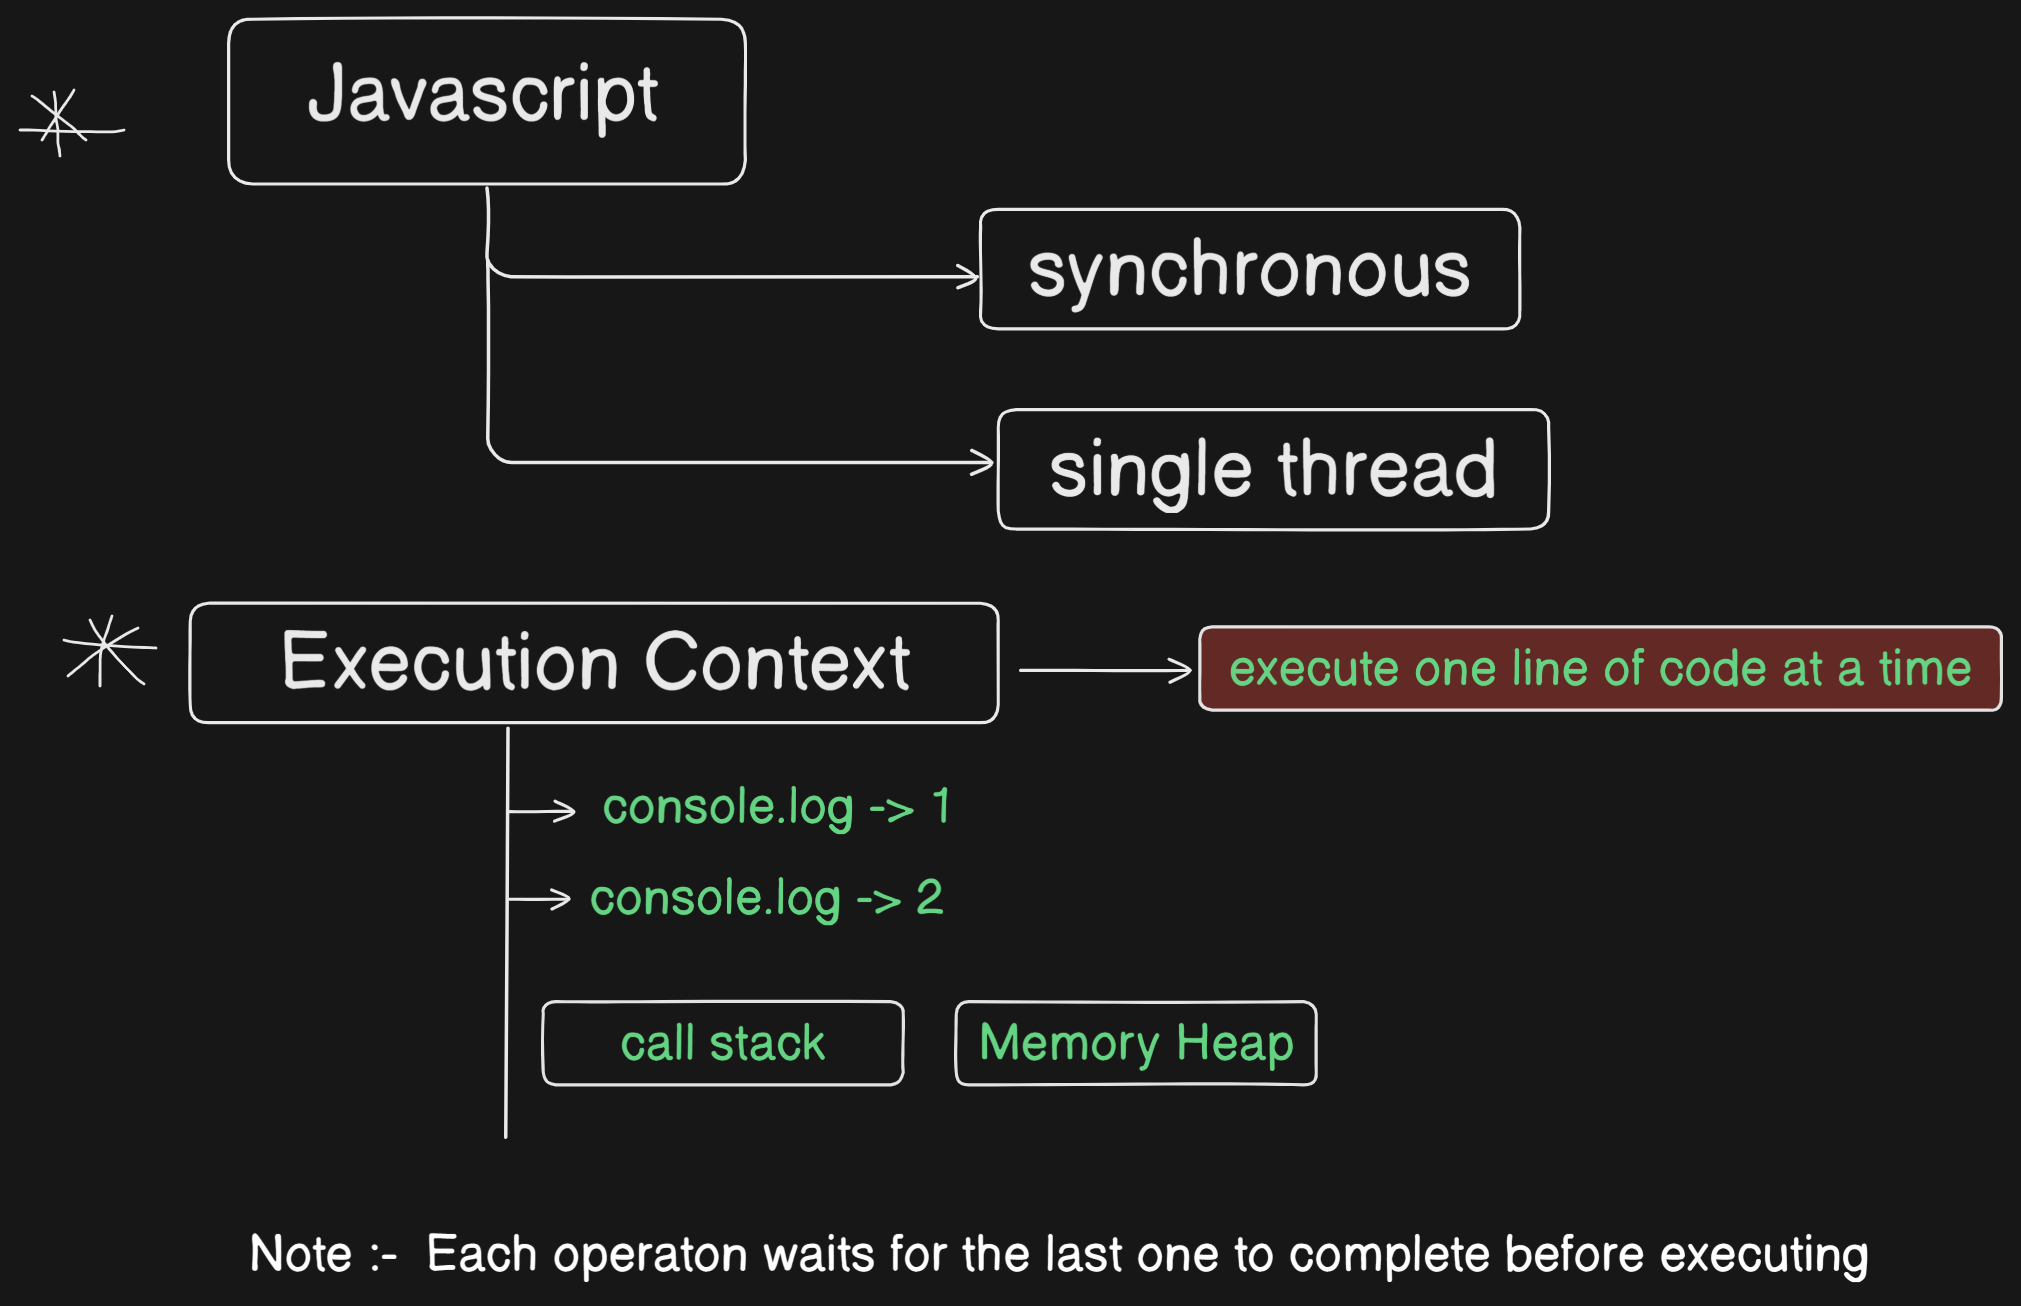 Javascript
synchronous
single thread
Execution Context
execute one line of code at a time
console.log -> 1
console.log -> 2
call stack
Memory Heap
Note :- Each operaton waits for the last one to complete before executing